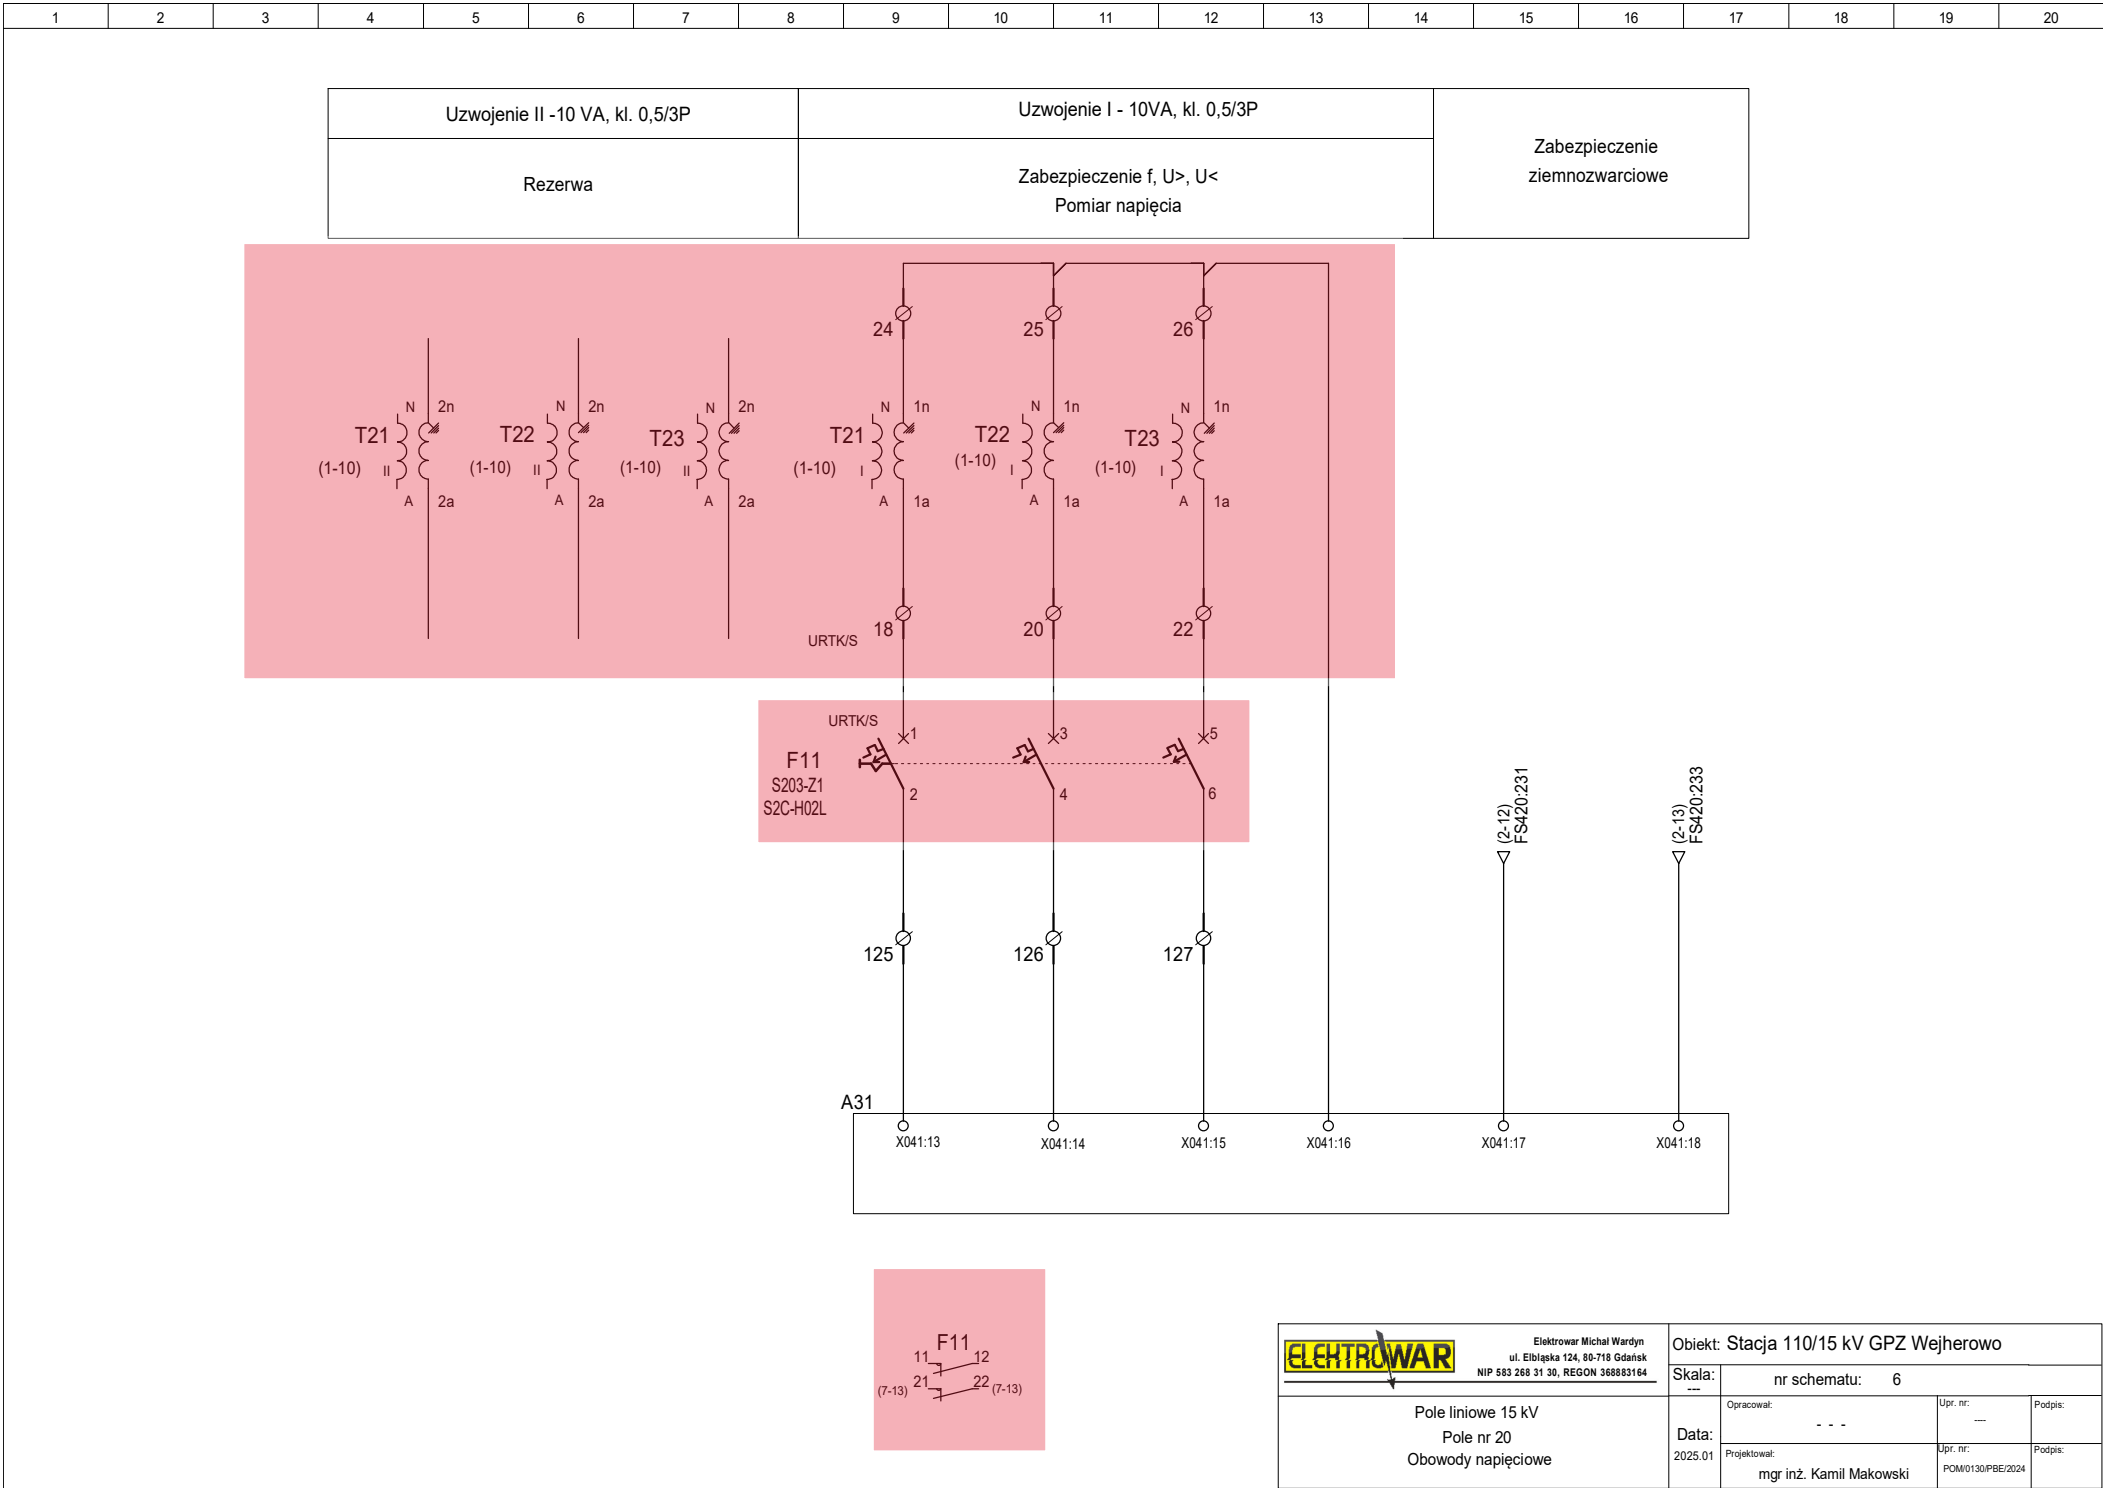 1 2 3 4 5 6 7 8 9 10 11 12 13 14 15 16 17 18 19 20
Uzwojenie II -10 VA, kl. 0,5/3P
Uzwojenie I - 10VA, kl. 0,5/3P
Zabezpieczenie
ziemnozwarciowe
Rezerwa
Zabezpieczenie f, U>, U<
Pomiar napięcia
24 25 26
N 2n N 2n N 2n N 1n N 1n N 1n
T21 T22 T23 T21 T22 T23
(1-10) II (1-10) II (1-10) II (1-10) I (1-10) I (1-10) I
A 2a A 2a A 2a A 1a A 1a A 1a
18 20 22
URTK/S
URTK/S
1 3 5
F11
S203-Z1
S2C-H02L
2 4 6
(2-12)
FS420:231
(2-13)
FS420:233
125 126 127
A31
X041:13 X041:14 X041:15 X041:16 X041:17 X041:18
F11
11 12
(7-13) 21 22 (7-13)
ELEKTROWAR
Elektrowar Michał Wardyn
ul. Elbląska 124, 80-718 Gdańsk
NIP 583 268 31 30, REGON 368883164
Obiekt: Stacja 110/15 kV GPZ Wejherowo
Skala:
---
nr schematu: 6
Pole liniowe 15 kV
Pole nr 20
Obowody napięciowe
Data:
2025.01
Opracował:
- - -
Upr. nr:
----
Podpis:
Projektował:
mgr inż. Kamil Makowski
Upr. nr:
POM/0130/PBE/2024
Podpis: